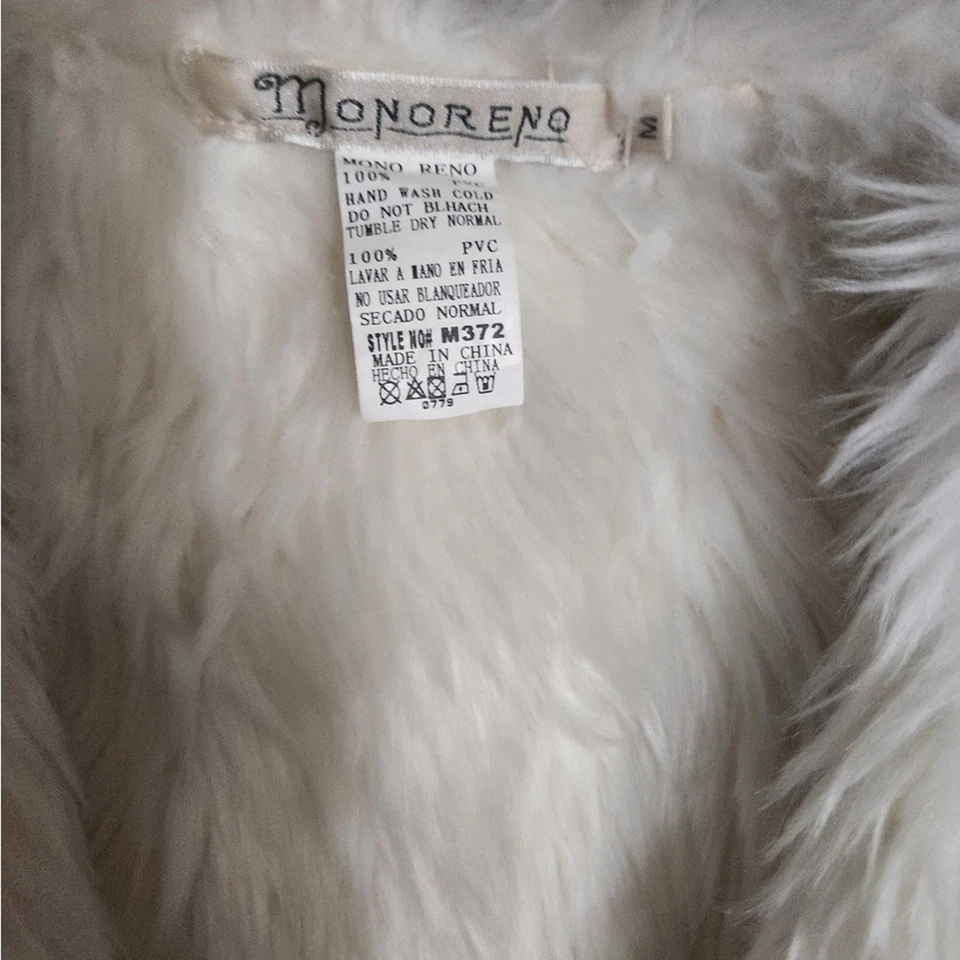 MONORENO
M
MONO RENO
100% PVC
HAND WASH COLD
DO NOT BLHACH
TUMBLE DRY NORMAL
100% PVC
LAVAR A MANO EN FRIA
NO USAR BLANQUEADOR
SECADO NORMAL
STYLE NO# M372
MADE IN CHINA
HECHO EN CHINA
0779